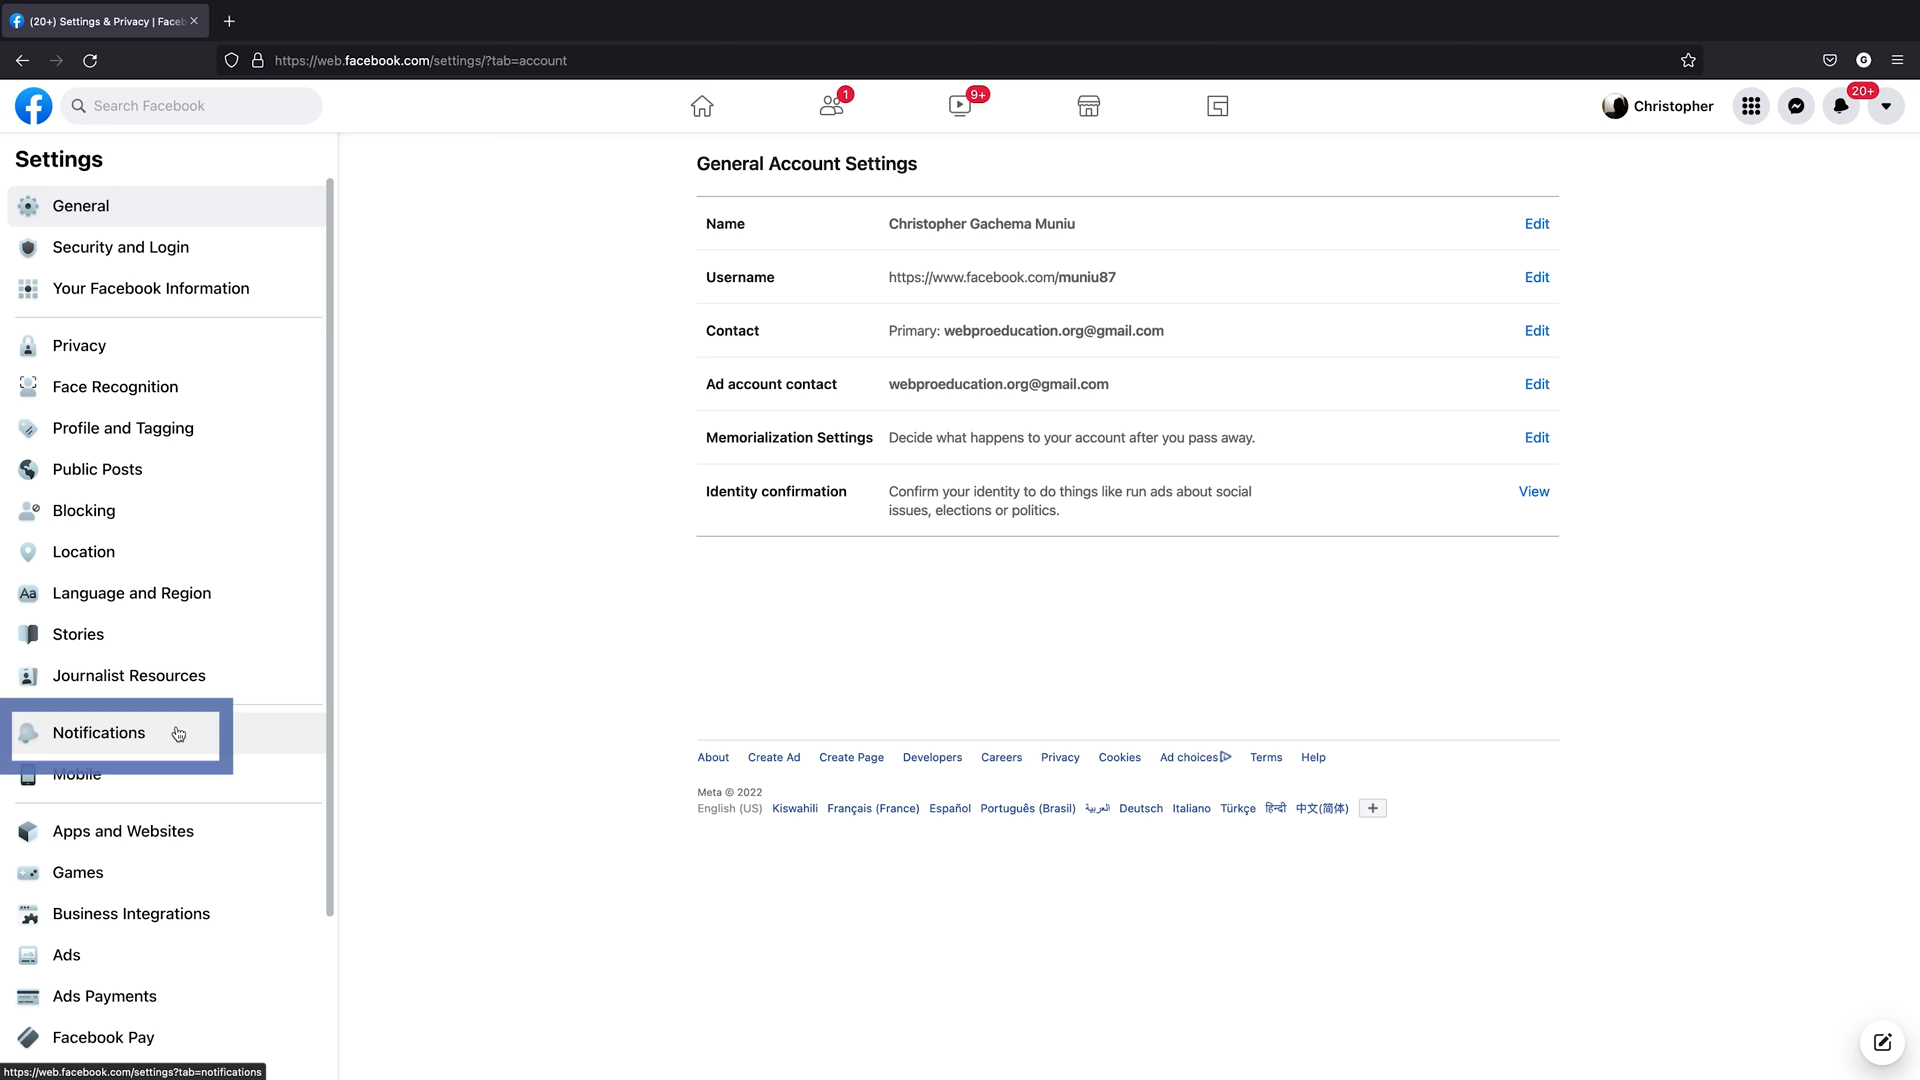 (20+) Settings & Privacy | Faceb
https://web.facebook.com/settings/?tab=account
Search Facebook
1
9+
Christopher
20+
Settings
General
Security and Login
Your Facebook Information
Privacy
Face Recognition
Profile and Tagging
Public Posts
Blocking
Location
Aa Language and Region
Stories
Journalist Resources
Notifications
Mobile
Apps and Websites
Games
Business Integrations
Ads
Ads Payments
Facebook Pay
https://web.facebook.com/settings?tab=notifications
General Account Settings
Name Christopher Gachema Muniu Edit
Username https://www.facebook.com/muniu87 Edit
Contact Primary: webproeducation.org@gmail.com Edit
Ad account contact webproeducation.org@gmail.com Edit
Memorialization Settings Decide what happens to your account after you pass away. Edit
Identity confirmation Confirm your identity to do things like run ads about social View
issues, elections or politics.
About Create Ad Create Page Developers Careers Privacy Cookies Ad choices Terms Help
Meta © 2022
English (US) Kiswahili Français (France) Español Português (Brasil) العربية Deutsch Italiano Türkçe हिन्दी 中文(简体) +